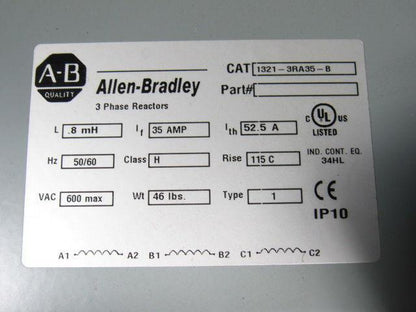 A-B
QUALITY
Allen-Bradley
3 Phase Reactors
CAT 1321-3RA35-B
Part#
L .8 mH If 35 AMP Ith 52.5 A
C UL US
LISTED
IND. CONT. EQ.
34HL
Hz 50/60 Class H Rise 115 C
VAC 600 max Wt 46 lbs. Type 1
CE
IP10
A1 A2 B1 B2 C1 C2